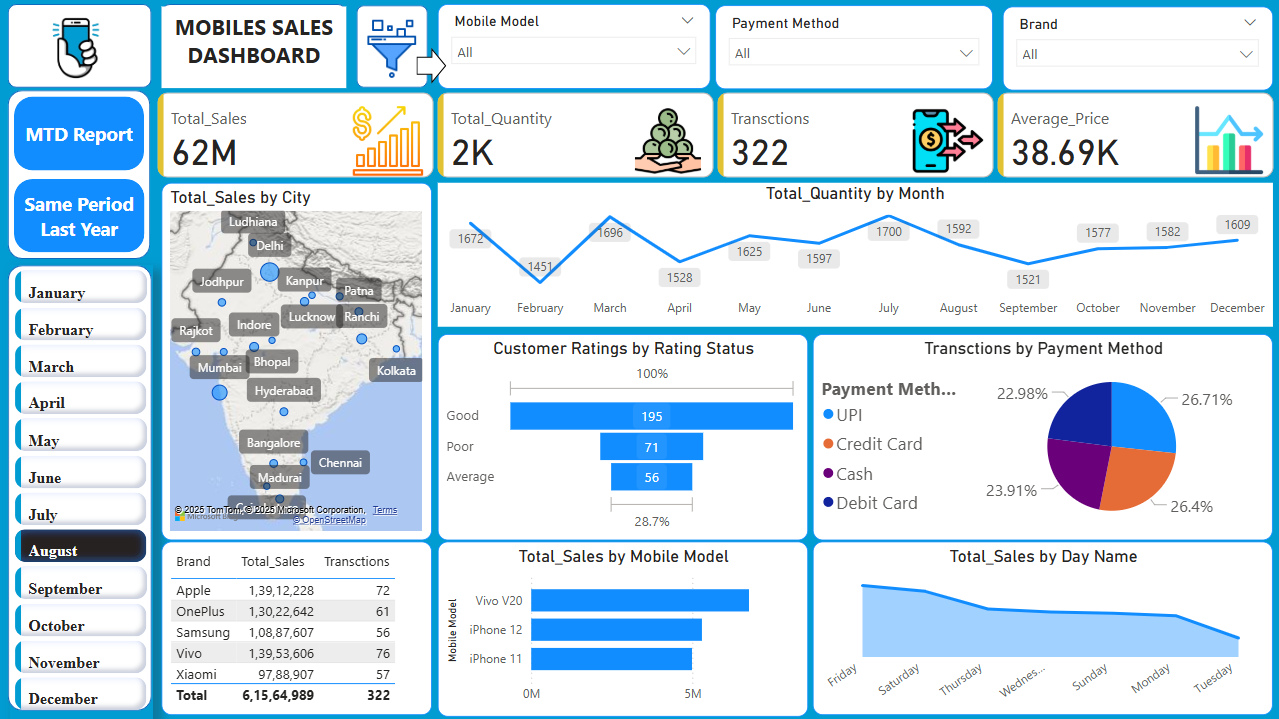 MOBILES SALES
DASHBOARD
Mobile Model
All
Payment Method
All
Brand
All
MTD Report
Same Period
Last Year
January
February
March
April
May
June
July
August
September
October
November
December
Total_Sales
62M
Total_Quantity
2K
Transctions
322
Average_Price
38.69K
Total_Sales by City
Ludhiana
Delhi
Jodhpur
Kanpur
Patna
Lucknow
Ranchi
Rajkot
Indore
Mumbai
Bhopal
Kolkata
Hyderabad
Bangalore
Chennai
Madurai
© 2025 TomTom, © 2025 Microsoft Corporation, Terms
© OpenStreetMap
Total_Quantity by Month
1672
1451
1696
1528
1625
1597
1700
1592
1521
1577
1582
1609
January February March April May June July August September October November December
Customer Ratings by Rating Status
100%
Good 195
Poor 71
Average 56
28.7%
Transctions by Payment Method
Payment Meth...
UPI
Credit Card
Cash
Debit Card
22.98%
26.71%
23.91%
26.4%
Brand Total_Sales Transctions
Apple 1,39,12,228 72
OnePlus 1,30,22,642 61
Samsung 1,08,87,607 56
Vivo 1,39,53,606 76
Xiaomi 97,88,907 57
Total 6,15,64,989 322
Total_Sales by Mobile Model
Mobile Model
Vivo V20
iPhone 12
iPhone 11
0M 5M
Total_Sales by Day Name
Friday Saturday Thursday Wednes... Sunday Monday Tuesday